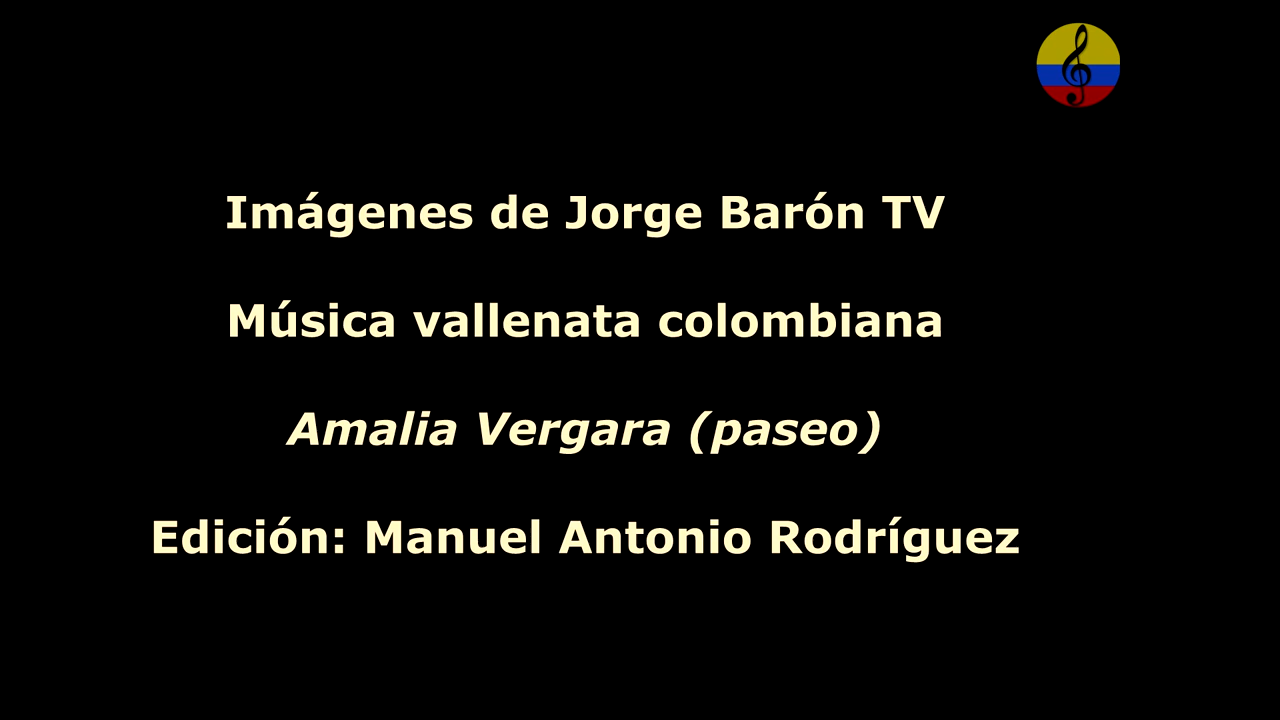 Imágenes de Jorge Barón TV
Música vallenata colombiana
Amalia Vergara (paseo)
Edición: Manuel Antonio Rodríguez